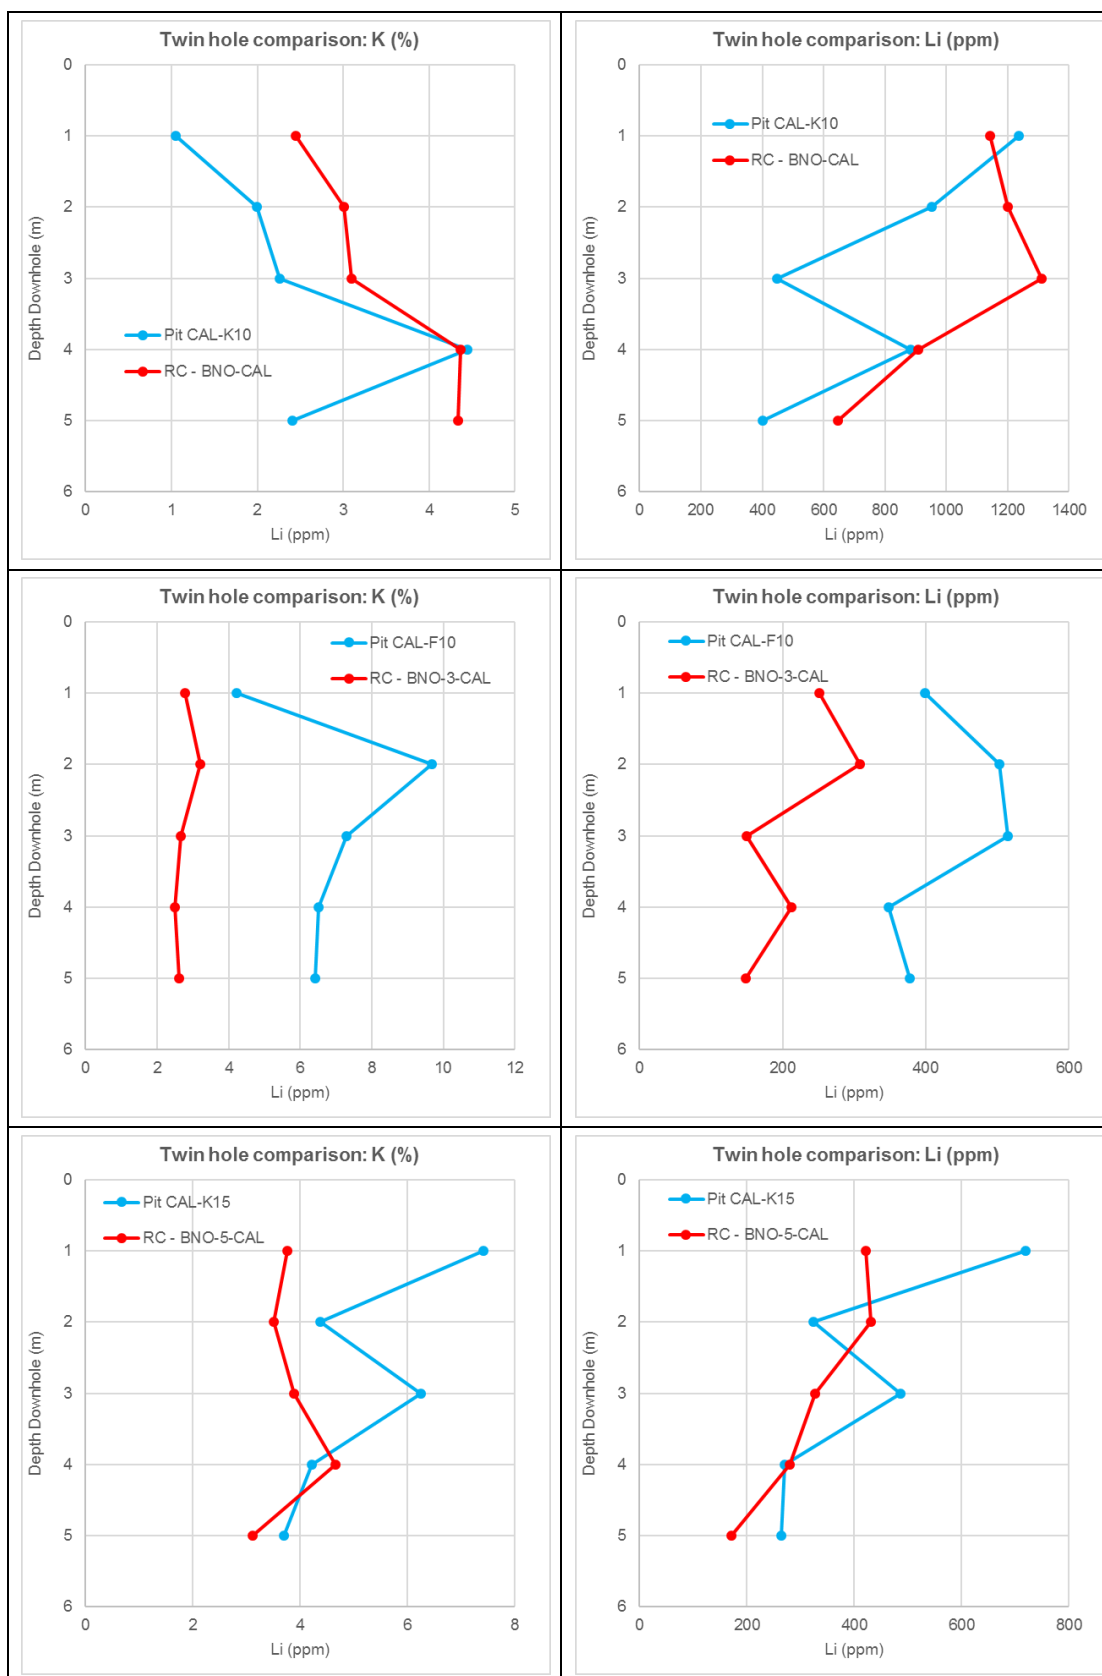 Twin hole comparison: K (%)
0
1
2
3
4
5
6
Depth Downhole (m)
Pit CAL-K10
RC - BNO-CAL
0 1 2 3 4 5
Li (ppm)
Twin hole comparison: Li (ppm)
0
1
2
3
4
5
6
Depth Downhole (m)
Pit CAL-K10
RC - BNO-CAL
0 200 400 600 800 1000 1200 1400
Li (ppm)
Twin hole comparison: K (%)
0
1
2
3
4
5
6
Depth Downhole (m)
Pit CAL-F10
RC - BNO-3-CAL
0 2 4 6 8 10 12
Li (ppm)
Twin hole comparison: Li (ppm)
0
1
2
3
4
5
6
Depth Downhole (m)
Pit CAL-F10
RC - BNO-3-CAL
0 200 400 600
Li (ppm)
Twin hole comparison: K (%)
0
1
2
3
4
5
6
Depth Downhole (m)
Pit CAL-K15
RC - BNO-5-CAL
0 2 4 6 8
Li (ppm)
Twin hole comparison: Li (ppm)
0
1
2
3
4
5
6
Depth Downhole (m)
Pit CAL-K15
RC - BNO-5-CAL
0 200 400 600 800
Li (ppm)